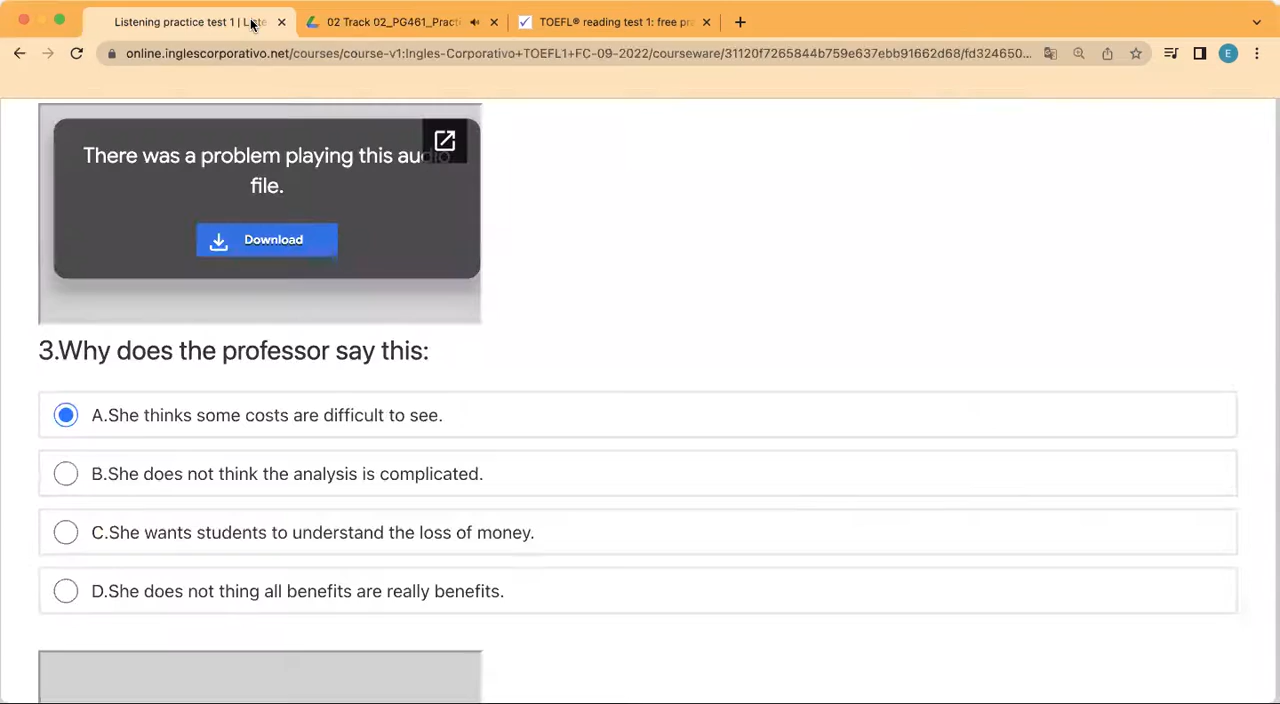 Listening practice test 1 | Liste
02 Track 02_PG461_Practi
TOEFL® reading test 1: free pra
online.inglescorporativo.net/courses/course-v1:Ingles-Corporativo+TOEFL1+FC-09-2022/courseware/31120f7265844b759e637ebb91662d68/fd324650...
E
There was a problem playing this audio
file.
Download
3.Why does the professor say this:
A.She thinks some costs are difficult to see.
B.She does not think the analysis is complicated.
C.She wants students to understand the loss of money.
D.She does not thing all benefits are really benefits.